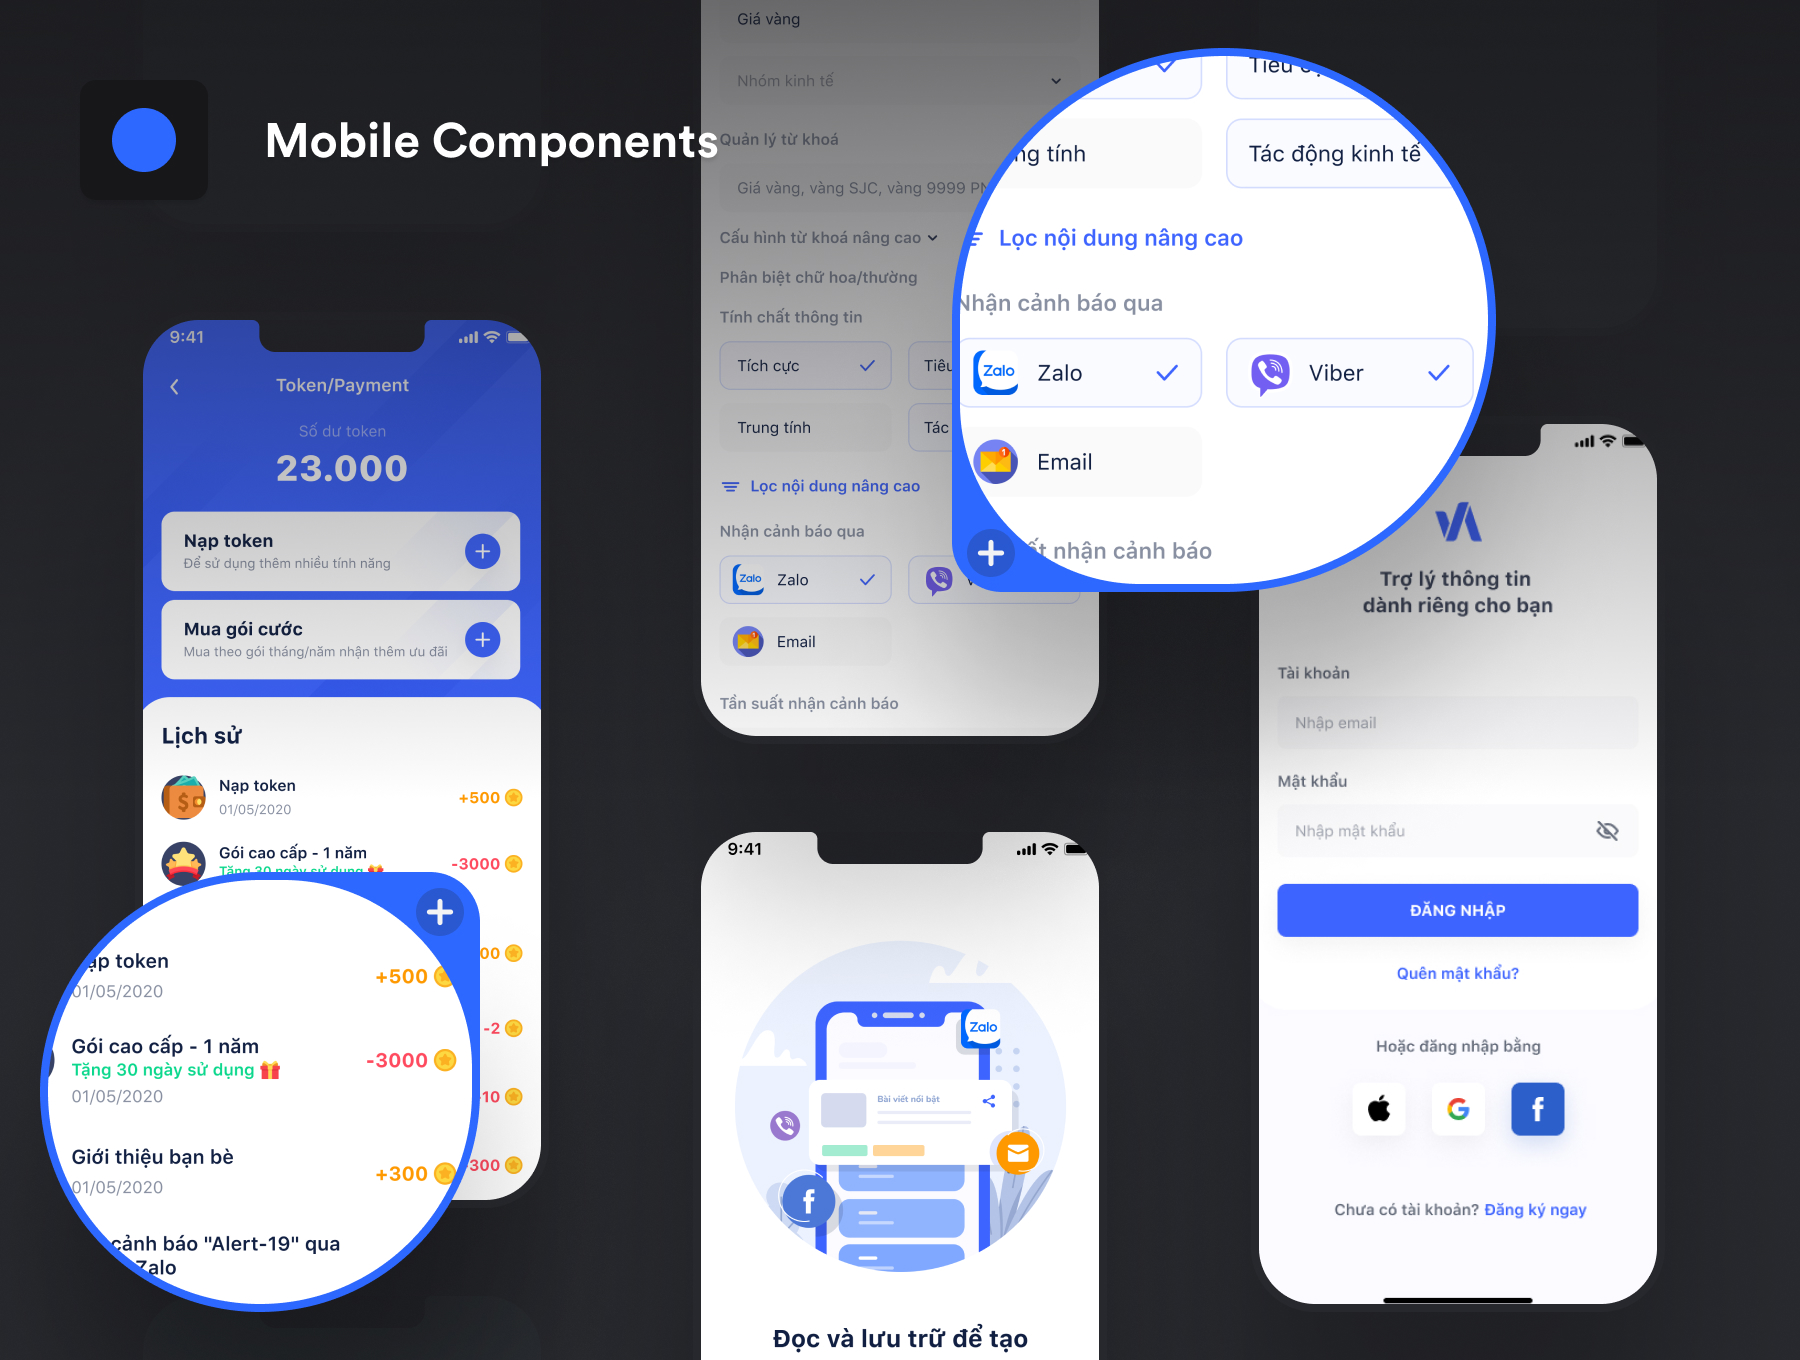 Mobile Components
9:41
Token/Payment
Số dư token
23.000
Nạp token
Để sử dụng thêm nhiều tính năng
Mua gói cước
Mua theo gói tháng/năm nhận thêm ưu đãi
Lịch sử
Nạp token
01/05/2020
+500
Gói cao cấp - 1 năm
-3000
Tặng 30 ngày sử dụng
00
-2
-10
300
token
01/05/2020
+500
Gói cao cấp - 1 năm
Tặng 30 ngày sử dụng
01/05/2020
-3000
Giới thiệu bạn bè
01/05/2020
+300
cảnh báo "Alert-19" qua
Zalo
Giá vàng
Nhóm kinh tế
Quản lý từ khoá
Giá vàng, vàng SJC, vàng 9999
Cấu hình từ khoá nâng cao
Phân biệt chữ hoa/thường
Tính chất thông tin
Tích cực
Tiêu
Trung tính
Tác
Lọc nội dung nâng cao
Nhận cảnh báo qua
Zalo
Zalo
Email
Tần suất nhận cảnh báo
tính
Tác động kinh tế
Lọc nội dung nâng cao
Nhận cảnh báo qua
Zalo
Zalo
Viber
Email
nhận cảnh báo
9:41
Zalo
Bài viết nổi bật
Đọc và lưu trữ để tạo
Trợ lý thông tin
dành riêng cho bạn
Tài khoản
Nhập email
Mật khẩu
Nhập mật khẩu
ĐĂNG NHẬP
Quên mật khẩu?
Hoặc đăng nhập bằng
Chưa có tài khoản? Đăng ký ngay